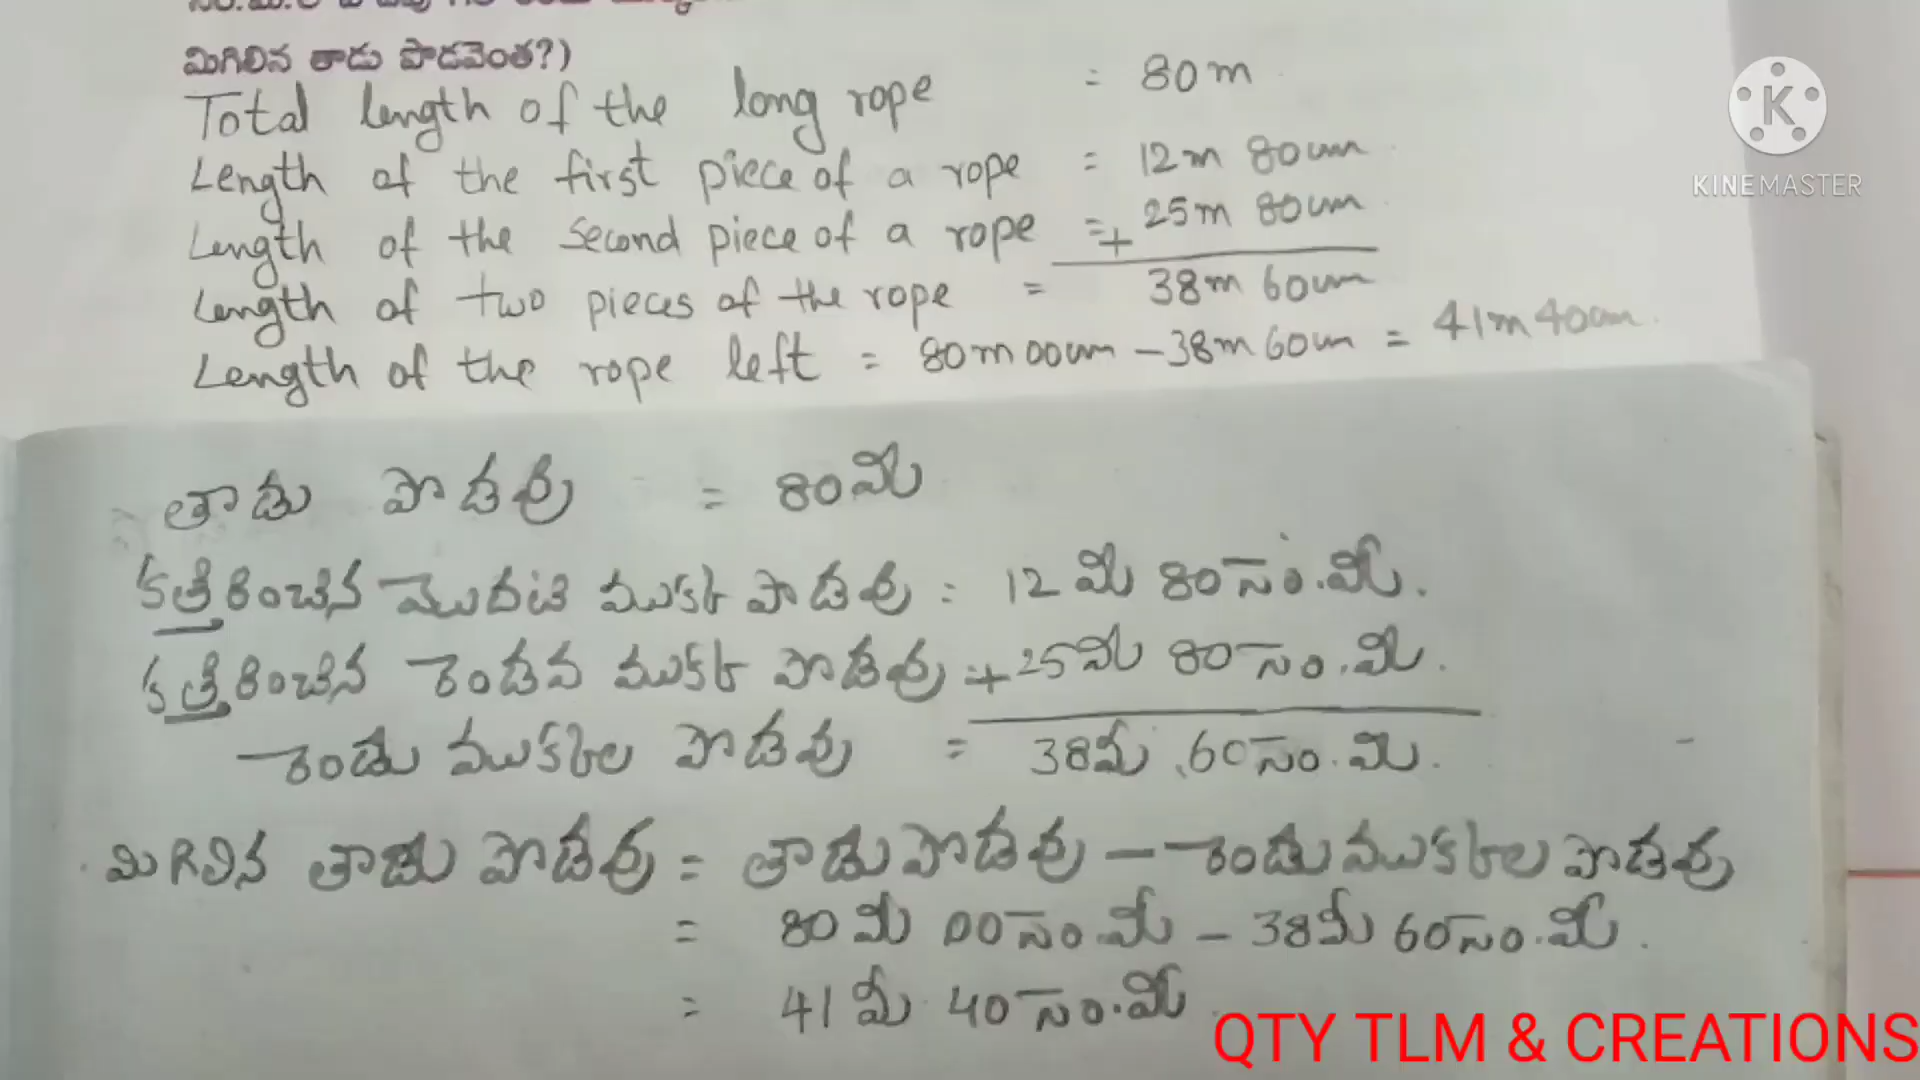 మిగిలిన తాడు పొడవెంత?)
Total length of the long rope = 80m
Length of the first piece of a rope = 12m 80cm
Length of the second piece of a rope =+ 25m 80cm
Length of two pieces of the rope = 38m 60cm
Length of the rope left = 80m 00cm - 38m 60cm = 41m 40cm.
తాడు పొడవు = 80మీ
కత్తిరించిన మొదటి ముక్క పొడవు = 12 మీ 80 సెం.మీ.
కత్తిరించిన రెండవ ముక్క పొడవు =+ 25మీ 80 సెం.మీ.
రెండు ముక్కల పొడవు = 38మీ 60 సెం.మీ.
మిగిలిన తాడు పొడవు = తాడు పొడవు - రెండు ముక్కల పొడవు
= 80 మీ 00 సెం.మీ - 38మీ 60 సెం.మీ.
= 41 మీ 40 సెం.మీ.
KINEMASTER
QTY TLM & CREATIONS